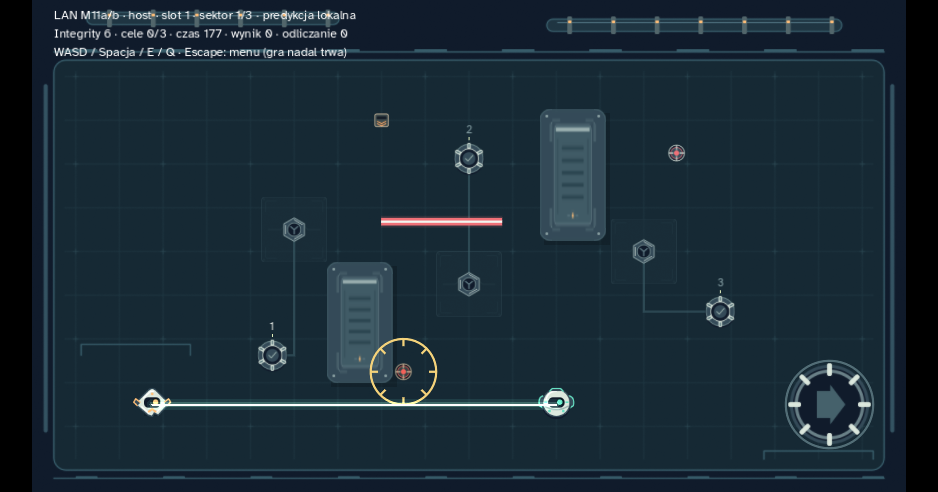 LAN M11a/b · host · slot 1 · sektor 1/3 · predykcja lokalna
Integrity 6 · cele 0/3 · czas 177 · wynik 0 · odliczanie 0
WASD / Spacja / E / Q · Escape: menu (gra nadal trwa)
2
3
1